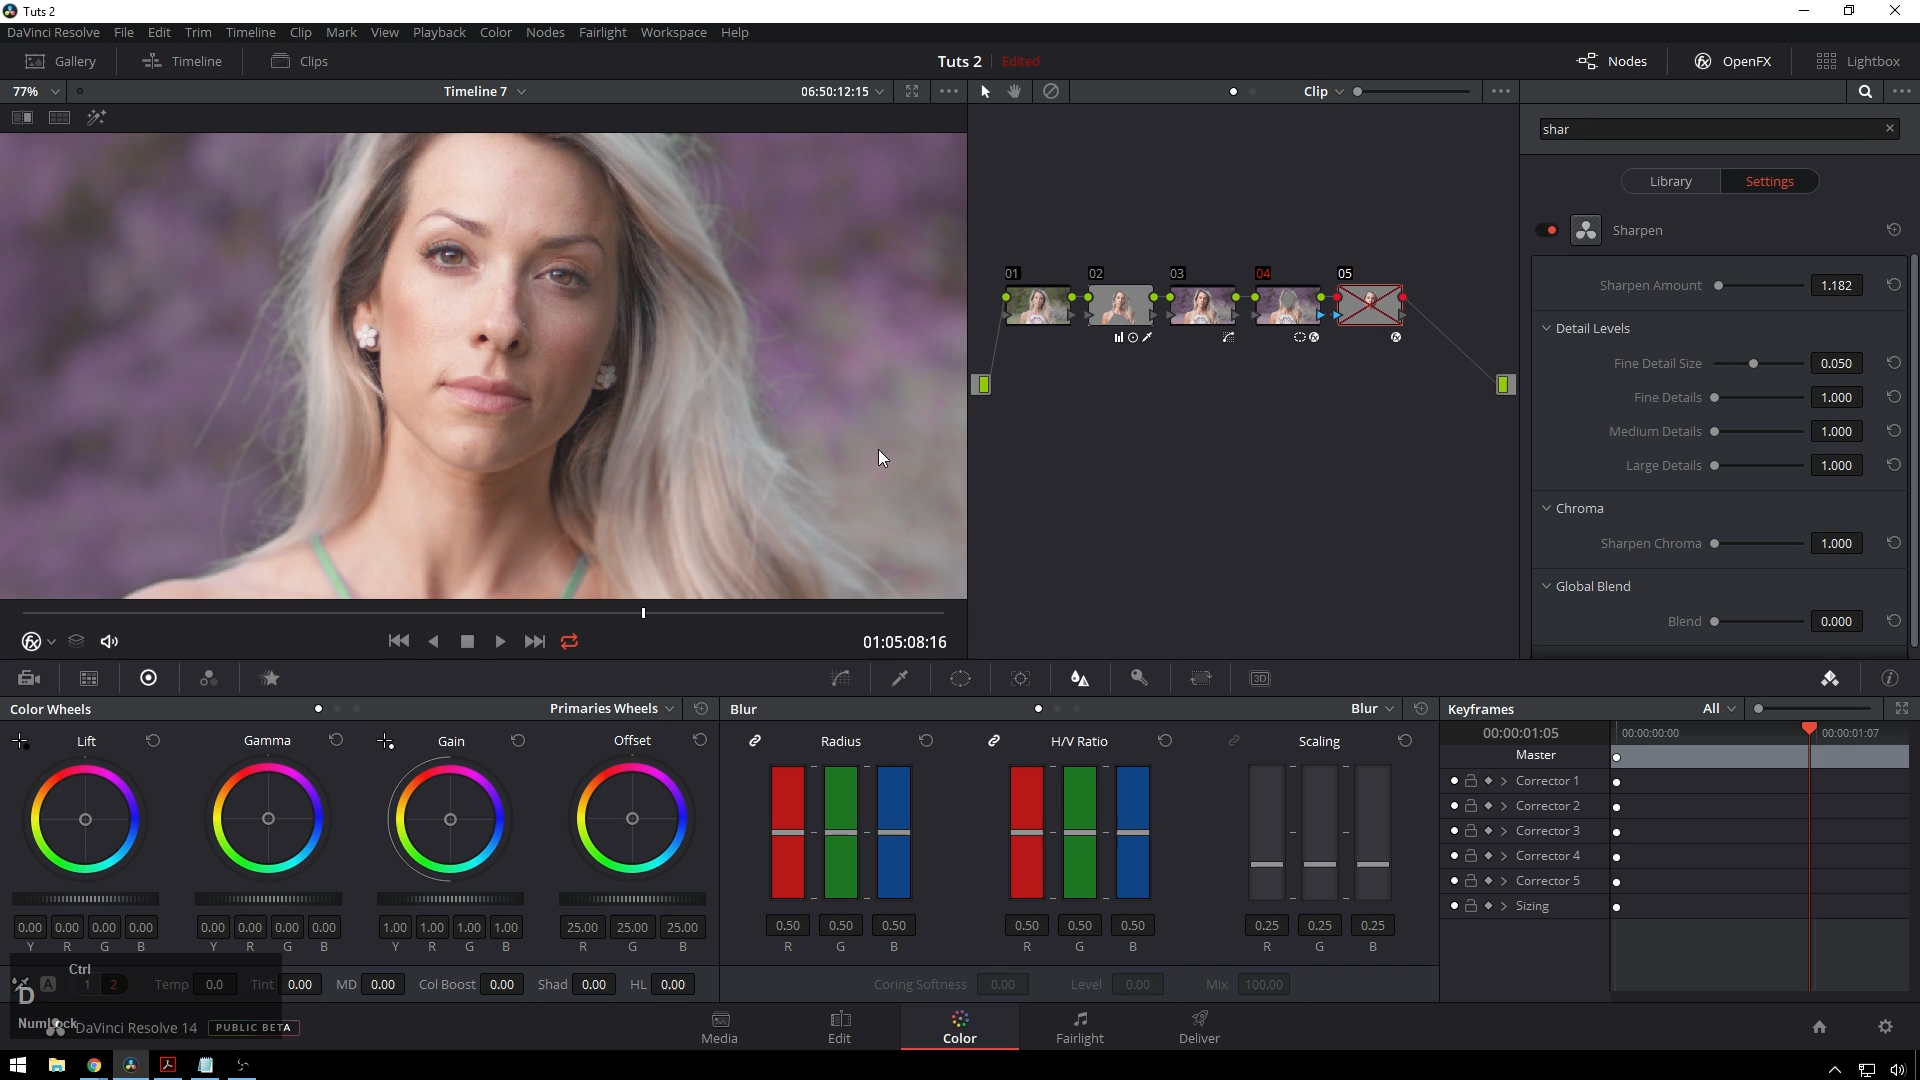 Tuts 2
DaVinci Resolve File Edit Trim Timeline Clip Mark View Playback Color Nodes Fairlight Workspace Help
Gallery Timeline Clips Tuts 2 Edited Nodes OpenFX Lightbox
77% Timeline 7 06:50:12:15 Clip
shar
Library Settings
Sharpen
Sharpen Amount 1.182
Detail Levels
Fine Detail Size 0.050
Fine Details 1.000
Medium Details 1.000
Large Details 1.000
Chroma
Sharpen Chroma 1.000
Global Blend
Blend 0.000
01 02 03 04 05
01:05:08:16
3D
Color Wheels Primaries Wheels
Lift Gamma Gain Offset
0.00 0.00 0.00 0.00 0.00 0.00 0.00 0.00 1.00 1.00 1.00 1.00 25.00 25.00 25.00
Y R G B Y R G B Y R G B R G B
A 1 2 Temp 0.0 Tint 0.00 MD 0.00 Col Boost 0.00 Shad 0.00 HL 0.00
Blur Blur
Radius H/V Ratio Scaling
0.50 0.50 0.50 0.50 0.50 0.50 0.25 0.25 0.25
R G B R G B R G B
Coring Softness 0.00 Level 0.00 Mix 100.00
Keyframes All
00:00:01:05 00:00:00:00 00:00:01:07
Master
Corrector 1
Corrector 2
Corrector 3
Corrector 4
Corrector 5
Sizing
Ctrl
D
NumLock
DaVinci Resolve 14 PUBLIC BETA
Media Edit Color Fairlight Deliver